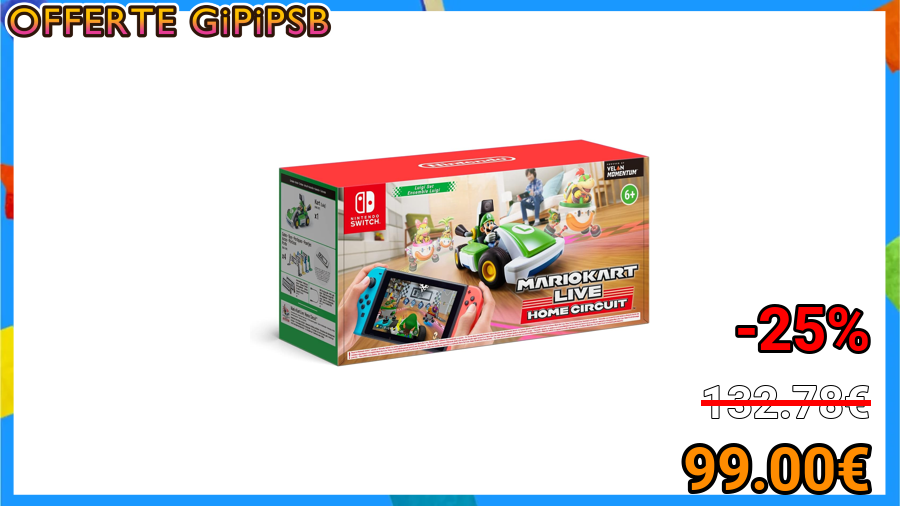 OFFERTE GiPiPSB
Nintendo
VELAN
MOMENTUM
6+
Luigi Set
Ensemble Luigi
NINTENDO
SWITCH
MARIOKART
LIVE
HOME CIRCUIT
-25%
132.78€
99.00€